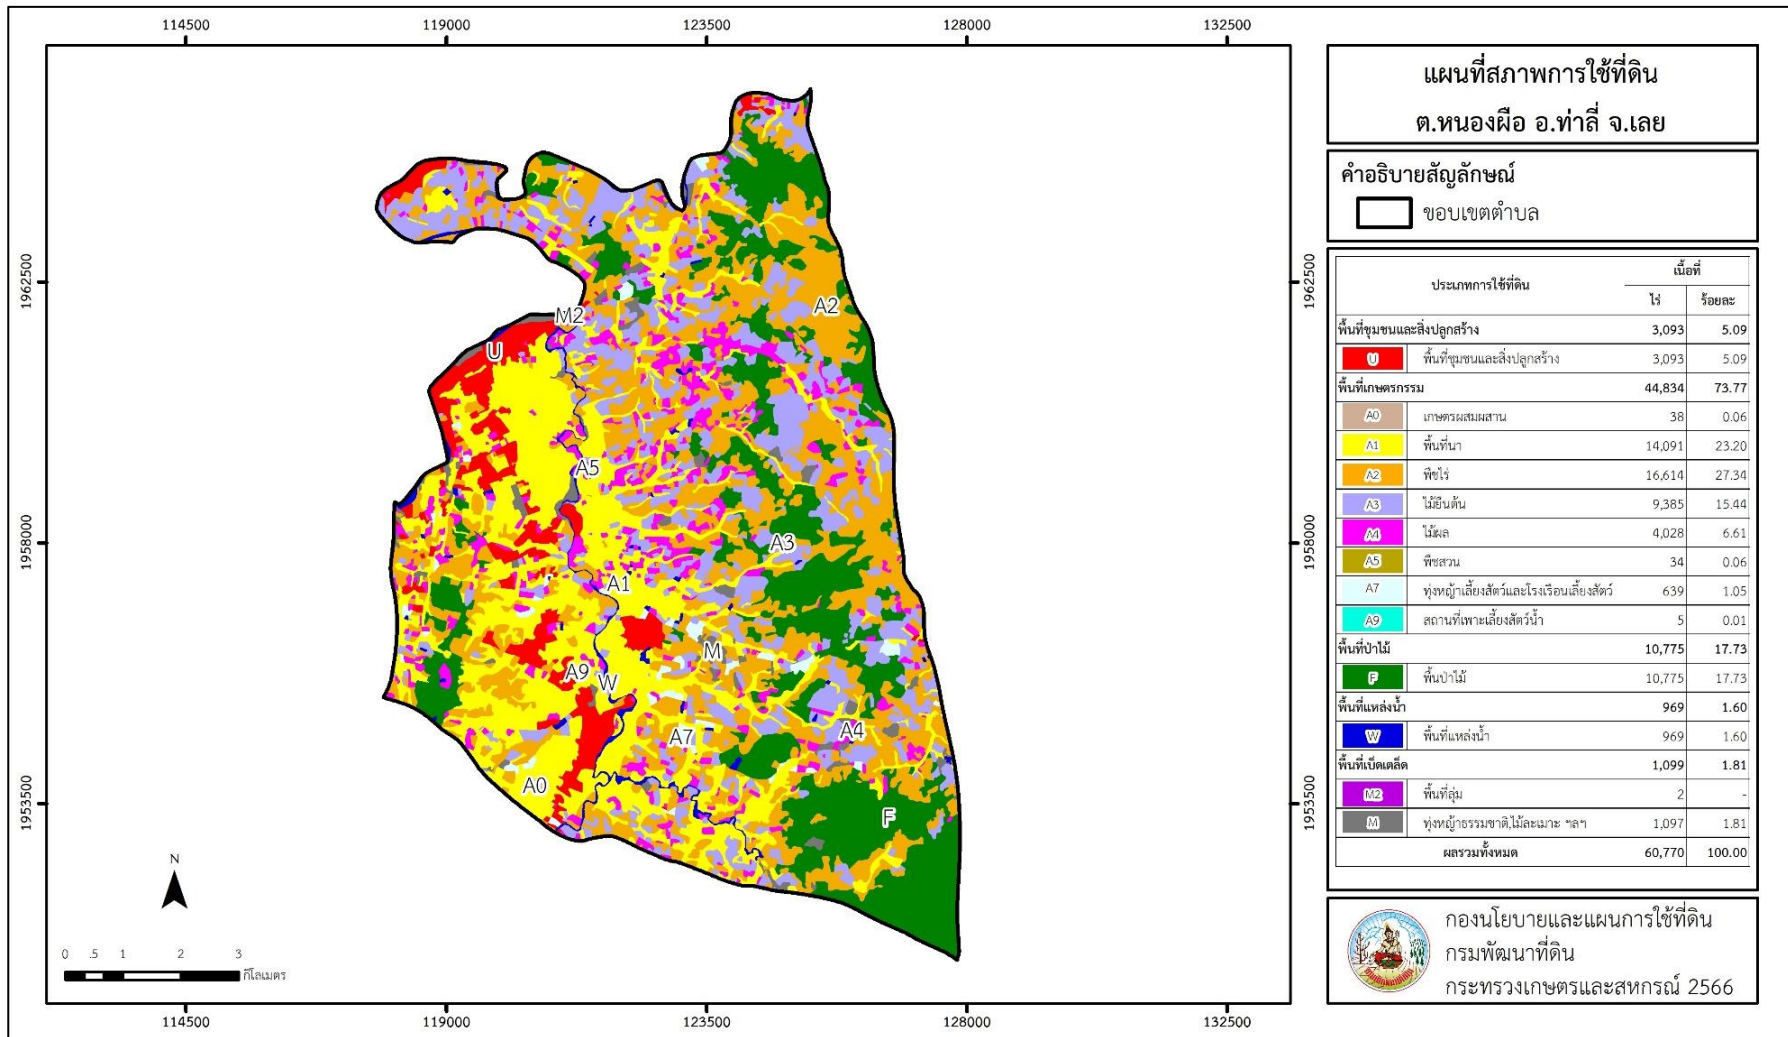 114500 119000 123500 128000 132500
แผนที่สภาพการใช้ที่ดิน
ต.หนองผือ อ.ท่าลี่ จ.เลย
คำอธิบายสัญลักษณ์
ขอบเขตตำบล
ประเภทการใช้ที่ดิน เนื้อที่
ไร่ ร้อยละ
พื้นที่ชุมชนและสิ่งปลูกสร้าง 3,093 5.09
U พื้นที่ชุมชนและสิ่งปลูกสร้าง 3,093 5.09
พื้นที่เกษตรกรรม 44,834 73.77
A0 เกษตรผสมผสาน 38 0.06
A1 พื้นที่นา 14,091 23.20
A2 พืชไร่ 16,614 27.34
A3 ไม้ยืนต้น 9,385 15.44
A4 ไม้ผล 4,028 6.61
A5 พืชสวน 34 0.06
A7 ทุ่งหญ้าเลี้ยงสัตว์และโรงเรือนเลี้ยงสัตว์ 639 1.05
A9 สถานที่เพาะเลี้ยงสัตว์น้ำ 5 0.01
พื้นที่ป่าไม้ 10,775 17.73
F พื้นป่าไม้ 10,775 17.73
พื้นที่แหล่งน้ำ 969 1.60
W พื้นที่แหล่งน้ำ 969 1.60
พื้นที่เบ็ดเตล็ด 1,099 1.81
M2 พื้นที่ลุ่ม 2 -
M ทุ่งหญ้าธรรมชาติ,ไม้ละเมาะ ฯลฯ 1,097 1.81
ผลรวมทั้งหมด 60,770 100.00
กองนโยบายและแผนการใช้ที่ดิน
กรมพัฒนาที่ดิน
กระทรวงเกษตรและสหกรณ์ 2566
1962500
1958000
1953500
1962500
1958000
1953500
A2
M2
U
A5
A3
A1
M
A9
W
A4
A7
A0
F
N
0 .5 1 2 3
กิโลเมตร
114500 119000 123500 128000 132500